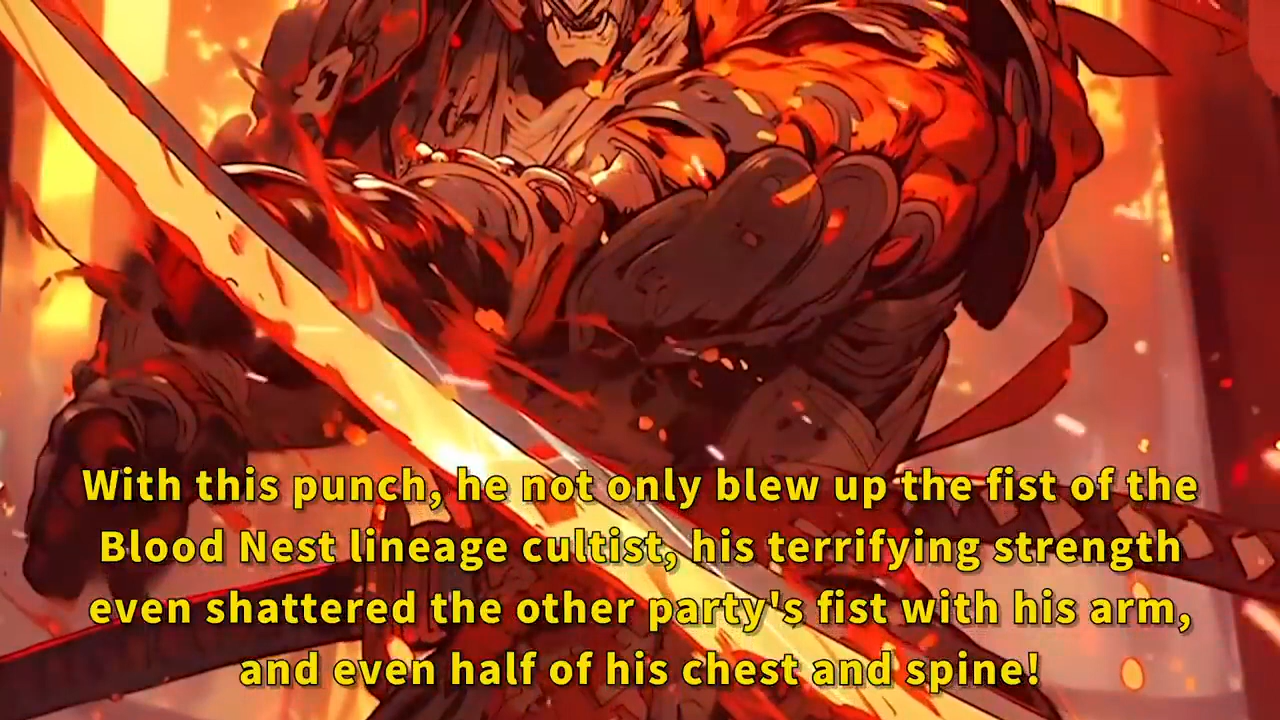 With this punch, he not only blew up the fist of the
Blood Nest lineage cultist, his terrifying strength
even shattered the other party's fist with his arm,
and even half of his chest and spine!